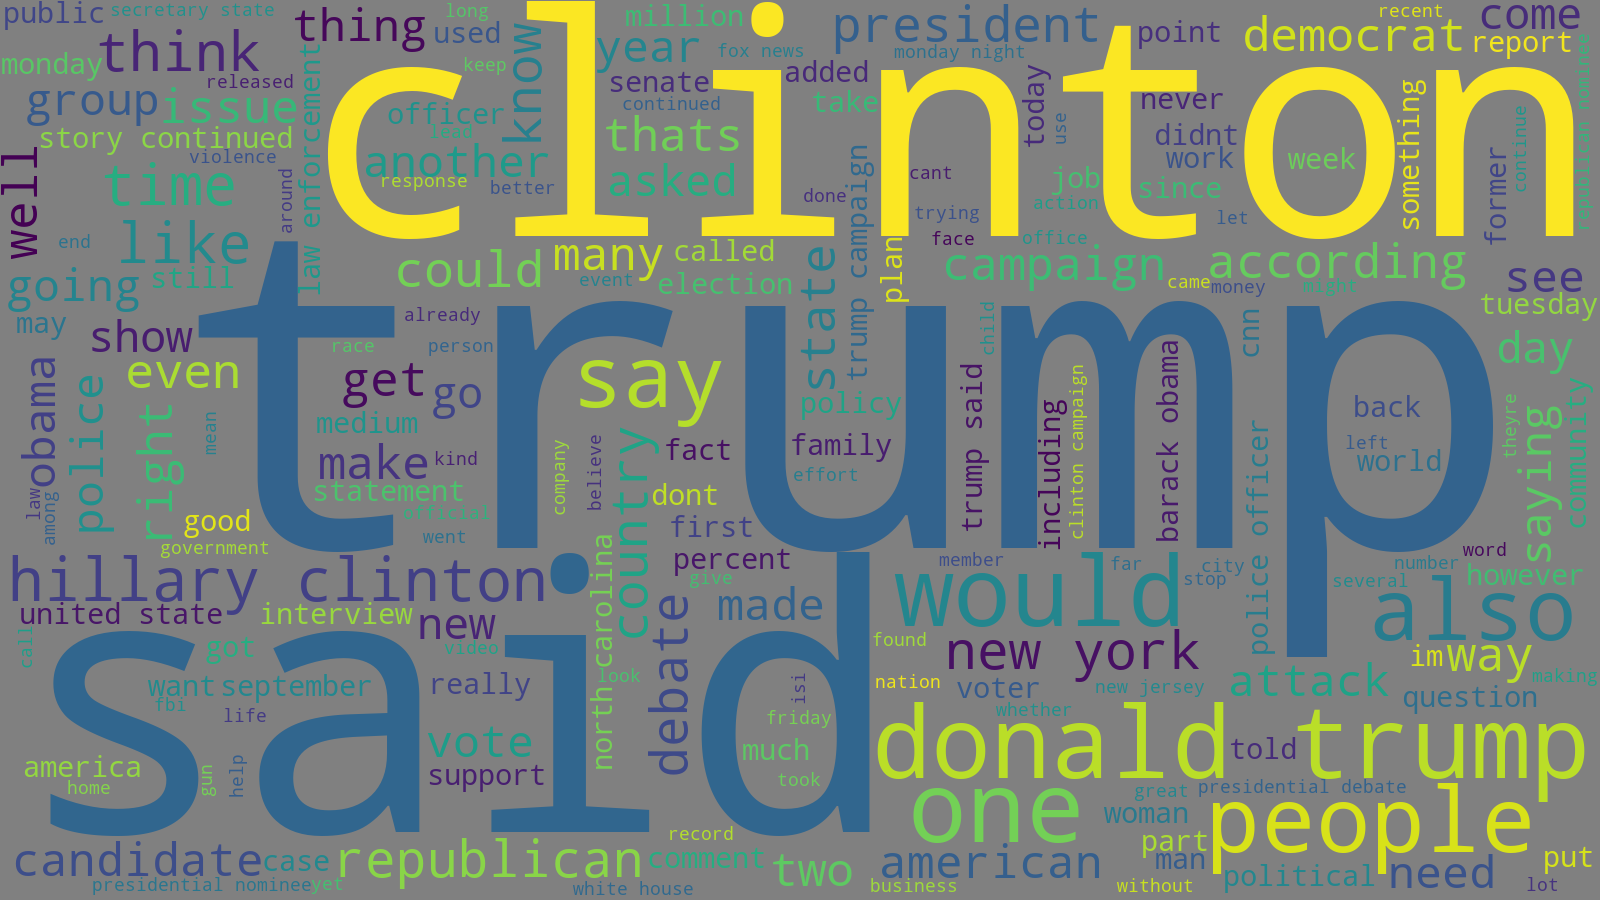 public
secretary state
long
million
president
point
recent
come
thing
used
know
clinton
year
fox news
monday night
democrat
report
think
monday
keep
released
senate
added
today
never
something
republican nominee
group
issue
law enforcement
officer
lead
continued
take
use
didnt
story continued
thats
week
former
continue
well
violence
another
work
time
response
better
asked
done
trump campaign
cant
job
since
around
trying
action
let
end
like
face
office
could
many
called
state
plan
campaign
according
see
going
still
event
election
came
money
might
tuesday
may
trump
already
child
cnn
show
race
person
day
obama
police
even
get
go
say
policy
trump said
including
clinton campaign
barack obama
back
theyre
saying
community
right
mean
medium
country
fact
family
police officer
left
world
make
kind
company
believe
effort
law
among
statement
dont
good
official
first
went
government
percent
member
far
city
stop
number
word
hillary clinton
north carolina
give
would
several
however
united state
interview
new
debate
made
also
call
got
video
found
new york
im
way
want
september
really
look
isi
nation
voter
new jersey
attack
question
making
fbi
life
said
friday
whether
america
vote
much
donald trump
told
home
gun
help
support
took
one
great
presidential debate
woman
people
record
part
candidate
case
republican
comment
two
american
man
political
need
put
presidential nominee
yet
white house
business
without
lot